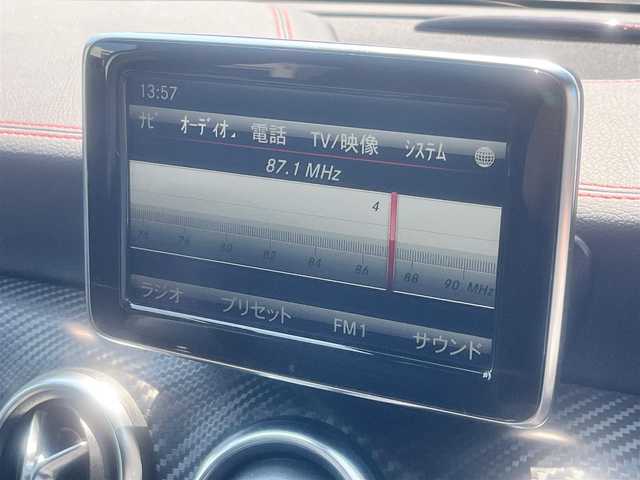 13:57
ナビ オーディオ 電話 TV/映像 システム
87.1 MHz
4
76 78 80 82 84 86 88 90 MHz
ラジオ プリセット FM1 サウンド